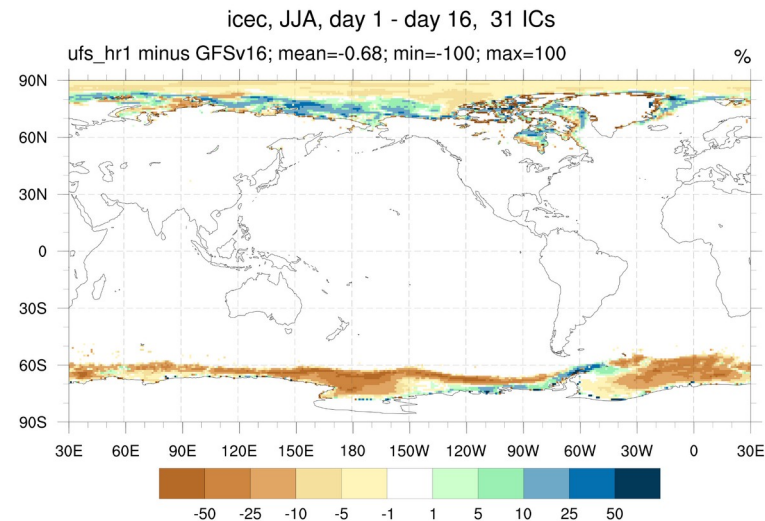 icec, JJA, day 1 - day 16, 31 ICs
ufs_hr1 minus GFSv16; mean=-0.68; min=-100; max=100 %
90N
60N
30N
0
30S
60S
90S
30E 60E 90E 120E 150E 180 150W 120W 90W 60W 30W 0 30E
-50 -25 -10 -5 -1 1 5 10 25 50